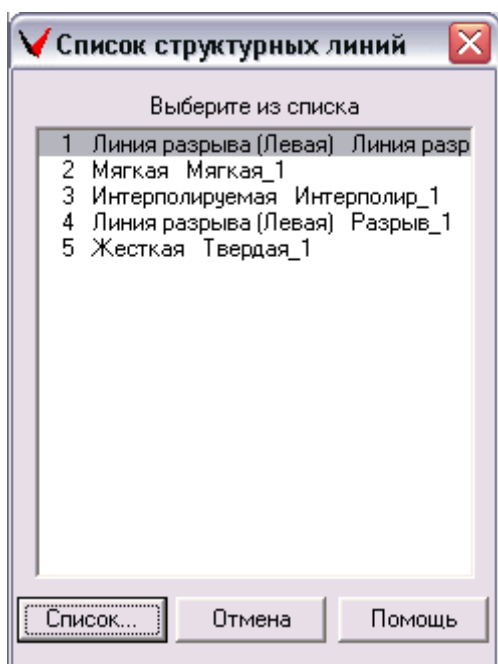 Список структурных линий
Выберите из списка
1 Линия разрыва (Левая) Линия разр
2 Мягкая Мягкая_1
3 Интерполируемая Интерполир_1
4 Линия разрыва (Левая) Разрыв_1
5 Жесткая Твердая_1
Список... Отмена Помощь